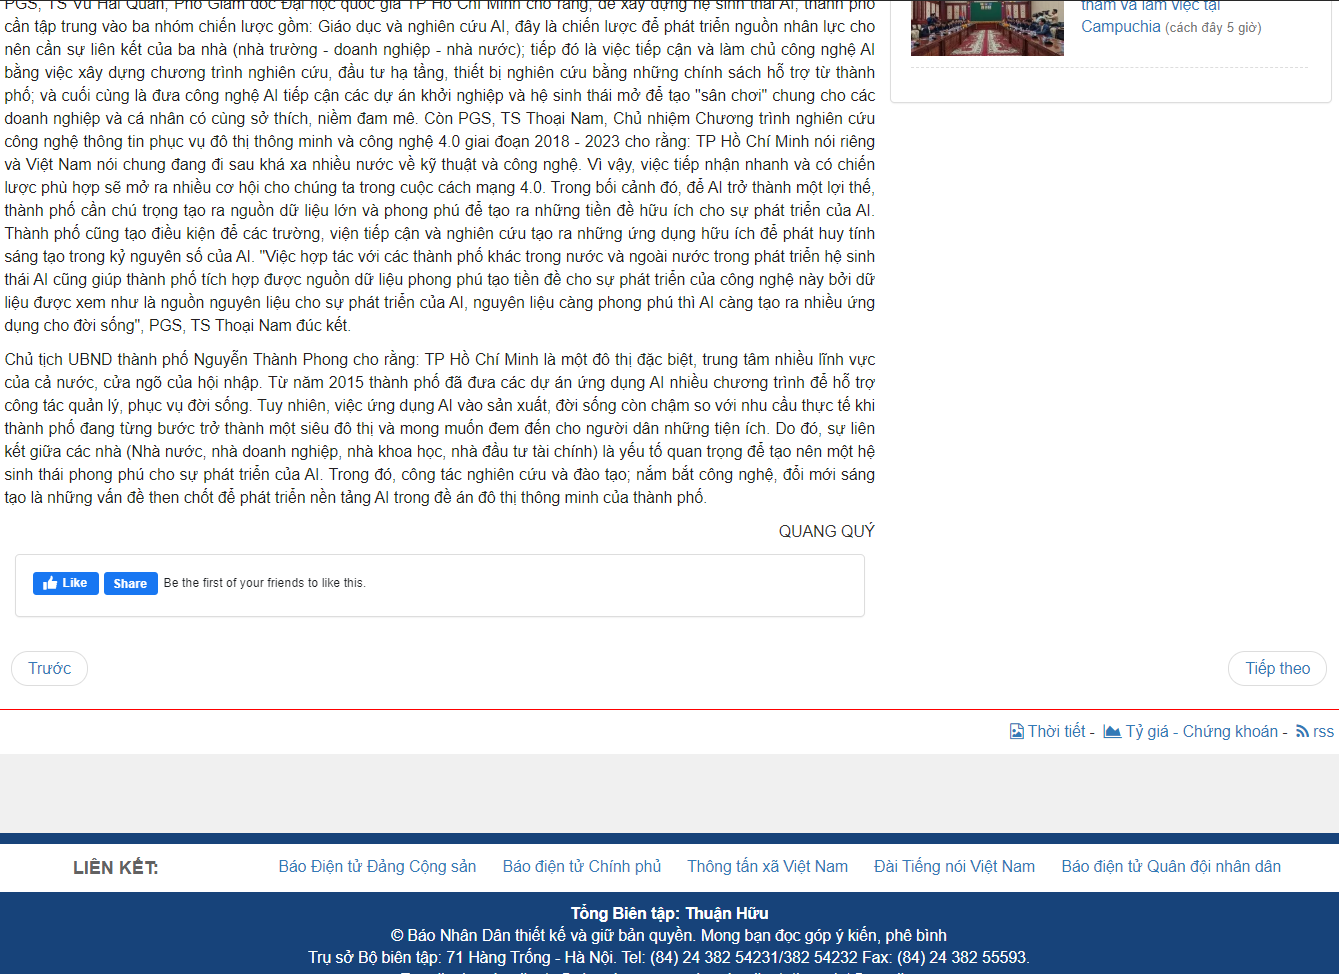 PGS, TS Vũ Hải Quân, Phó Giám đốc Đại học quốc gia TP Hồ Chí Minh cho rằng, để xây dựng hệ sinh thái AI, thành phố
cần tập trung vào ba nhóm chiến lược gồm: Giáo dục và nghiên cứu AI, đây là chiến lược để phát triển nguồn nhân lực cho
nên cần sự liên kết của ba nhà (nhà trường - doanh nghiệp - nhà nước); tiếp đó là việc tiếp cận và làm chủ công nghệ AI
bằng việc xây dựng chương trình nghiên cứu, đầu tư hạ tầng, thiết bị nghiên cứu bằng những chính sách hỗ trợ từ thành
phố; và cuối cùng là đưa công nghệ AI tiếp cận các dự án khởi nghiệp và hệ sinh thái mở để tạo "sân chơi" chung cho các
doanh nghiệp và cá nhân có cùng sở thích, niềm đam mê. Còn PGS, TS Thoại Nam, Chủ nhiệm Chương trình nghiên cứu
công nghệ thông tin phục vụ đô thị thông minh và công nghệ 4.0 giai đoạn 2018 - 2023 cho rằng: TP Hồ Chí Minh nói riêng
và Việt Nam nói chung đang đi sau khá xa nhiều nước về kỹ thuật và công nghệ. Vì vậy, việc tiếp nhận nhanh và có chiến
lược phù hợp sẽ mở ra nhiều cơ hội cho chúng ta trong cuộc cách mạng 4.0. Trong bối cảnh đó, để AI trở thành một lợi thế,
thành phố cần chú trọng tạo ra nguồn dữ liệu lớn và phong phú để tạo ra những tiền đề hữu ích cho sự phát triển của AI.
Thành phố cũng tạo điều kiện để các trường, viện tiếp cận và nghiên cứu tạo ra những ứng dụng hữu ích để phát huy tính
sáng tạo trong kỷ nguyên số của AI. "Việc hợp tác với các thành phố khác trong nước và ngoài nước trong phát triển hệ sinh
thái AI cũng giúp thành phố tích hợp được nguồn dữ liệu phong phú tạo tiền đề cho sự phát triển của công nghệ này bởi dữ
liệu được xem như là nguồn nguyên liệu cho sự phát triển của AI, nguyên liệu càng phong phú thì AI càng tạo ra nhiều ứng
dụng cho đời sống", PGS, TS Thoại Nam đúc kết.
Chủ tịch UBND thành phố Nguyễn Thành Phong cho rằng: TP Hồ Chí Minh là một đô thị đặc biệt, trung tâm nhiều lĩnh vực
của cả nước, cửa ngõ của hội nhập. Từ năm 2015 thành phố đã đưa các dự án ứng dụng AI nhiều chương trình để hỗ trợ
công tác quản lý, phục vụ đời sống. Tuy nhiên, việc ứng dụng AI vào sản xuất, đời sống còn chậm so với nhu cầu thực tế khi
thành phố đang từng bước trở thành một siêu đô thị và mong muốn đem đến cho người dân những tiện ích. Do đó, sự liên
kết giữa các nhà (Nhà nước, nhà doanh nghiệp, nhà khoa học, nhà đầu tư tài chính) là yếu tố quan trọng để tạo nên một hệ
sinh thái phong phú cho sự phát triển của AI. Trong đó, công tác nghiên cứu và đào tạo; nắm bắt công nghệ, đổi mới sáng
tạo là những vấn đề then chốt để phát triển nền tảng AI trong đề án đô thị thông minh của thành phố.
QUANG QUÝ
Like Share Be the first of your friends to like this.
thăm và làm việc tại
Campuchia (cách đây 5 giờ)
Trước
Tiếp theo
Thời tiết - Tỷ giá - Chứng khoán - rss
LIÊN KẾT: Báo Điện tử Đảng Cộng sản Báo điện tử Chính phủ Thông tấn xã Việt Nam Đài Tiếng nói Việt Nam Báo điện tử Quân đội nhân dân
Tổng Biên tập: Thuận Hữu
© Báo Nhân Dân thiết kế và giữ bản quyền. Mong bạn đọc góp ý kiến, phê bình
Trụ sở Bộ biên tập: 71 Hàng Trống - Hà Nội. Tel: (84) 24 382 54231/382 54232 Fax: (84) 24 382 55593.